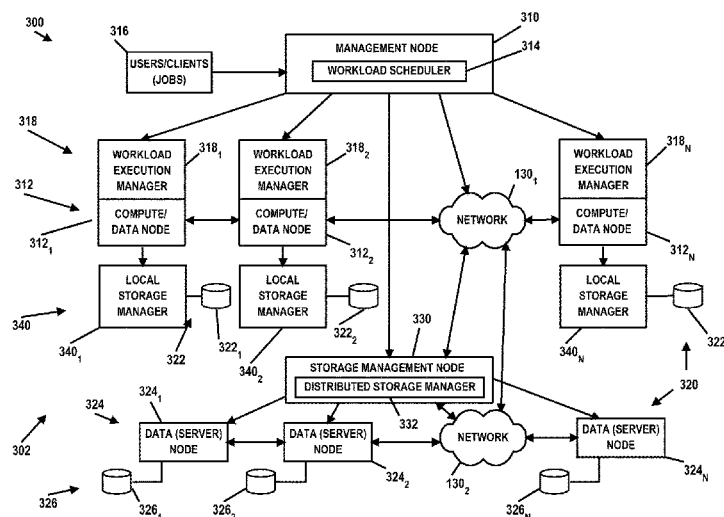 300
316
310
USERS/CLIENTS
(JOBS)
MANAGEMENT NODE
WORKLOAD SCHEDULER
314
318
WORKLOAD
EXECUTION
MANAGER
318₁
WORKLOAD
EXECUTION
MANAGER
318₂
WORKLOAD
EXECUTION
MANAGER
318N
312
312₁
COMPUTE/
DATA NODE
COMPUTE/
DATA NODE
312₂
NETWORK
130₁
COMPUTE/
DATA NODE
312N
340
LOCAL
STORAGE
MANAGER
340₁
322
322₁
LOCAL
STORAGE
MANAGER
340₂
322₂
LOCAL
STORAGE
MANAGER
340N
322
320
330
STORAGE MANAGEMENT NODE
DISTRIBUTED STORAGE MANAGER
332
302
324
324₁
DATA (SERVER)
NODE
DATA (SERVER)
NODE
324₂
NETWORK
130₂
DATA (SERVER)
NODE
324N
326
326₁
326₂
326N